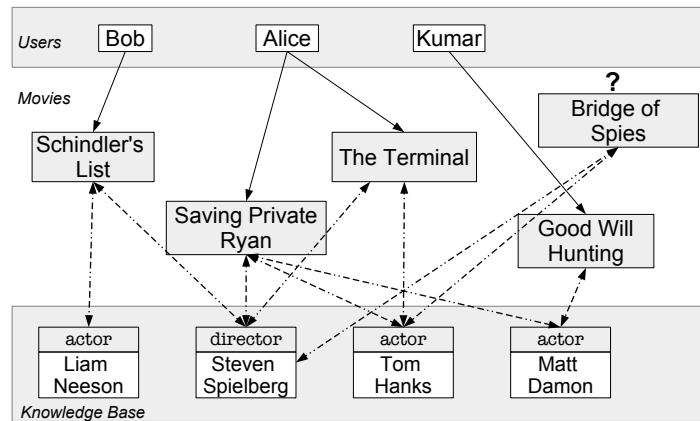 Users
Bob
Alice
Kumar
Movies
?
Bridge of
Spies
Schindler's
List
The Terminal
Saving Private
Ryan
Good Will
Hunting
actor
Liam
Neeson
director
Steven
Spielberg
actor
Tom
Hanks
actor
Matt
Damon
Knowledge Base